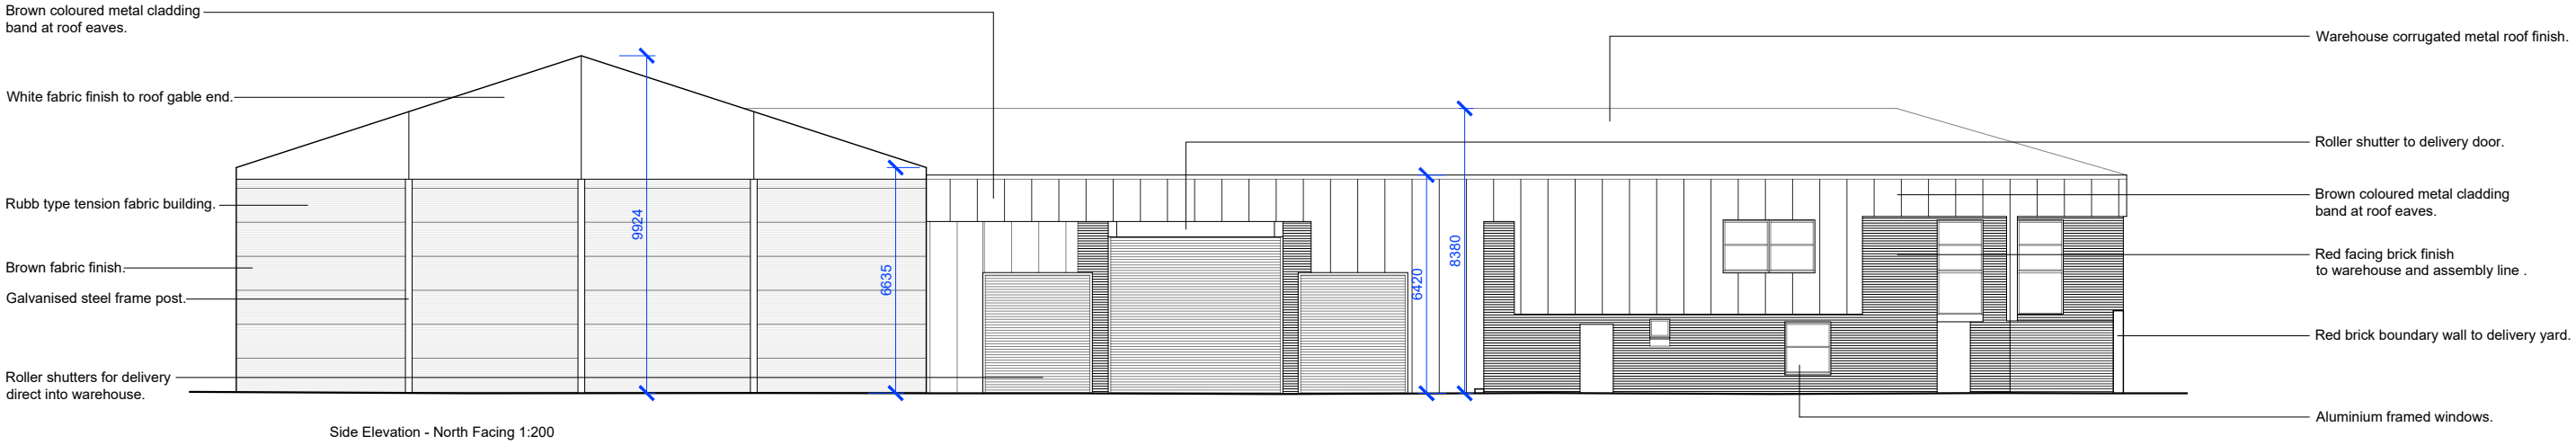 Brown coloured metal cladding
band at roof eaves.
White fabric finish to roof gable end.
Rubb type tension fabric building.
Brown fabric finish.
Galvanised steel frame post.
Roller shutters for delivery
direct into warehouse.
9924
6635
6420
8380
Warehouse corrugated metal roof finish.
Roller shutter to delivery door.
Brown coloured metal cladding
band at roof eaves.
Red facing brick finish
to warehouse and assembly line .
Red brick boundary wall to delivery yard.
Aluminium framed windows.
Side Elevation - North Facing 1:200